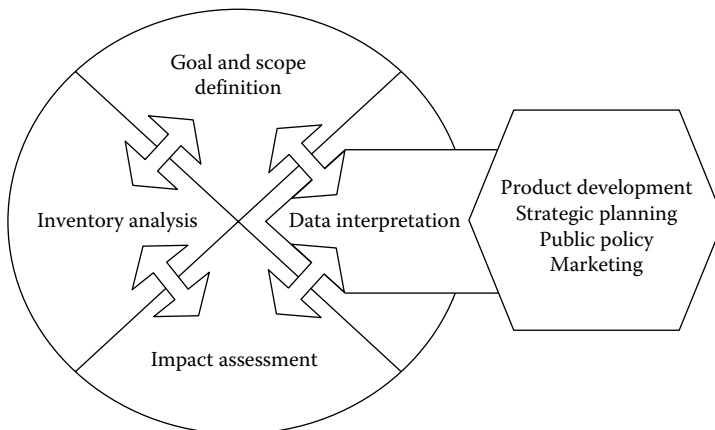 Goal and scope
definition
Inventory analysis
Data interpretation
Impact assessment
Product development
Strategic planning
Public policy
Marketing